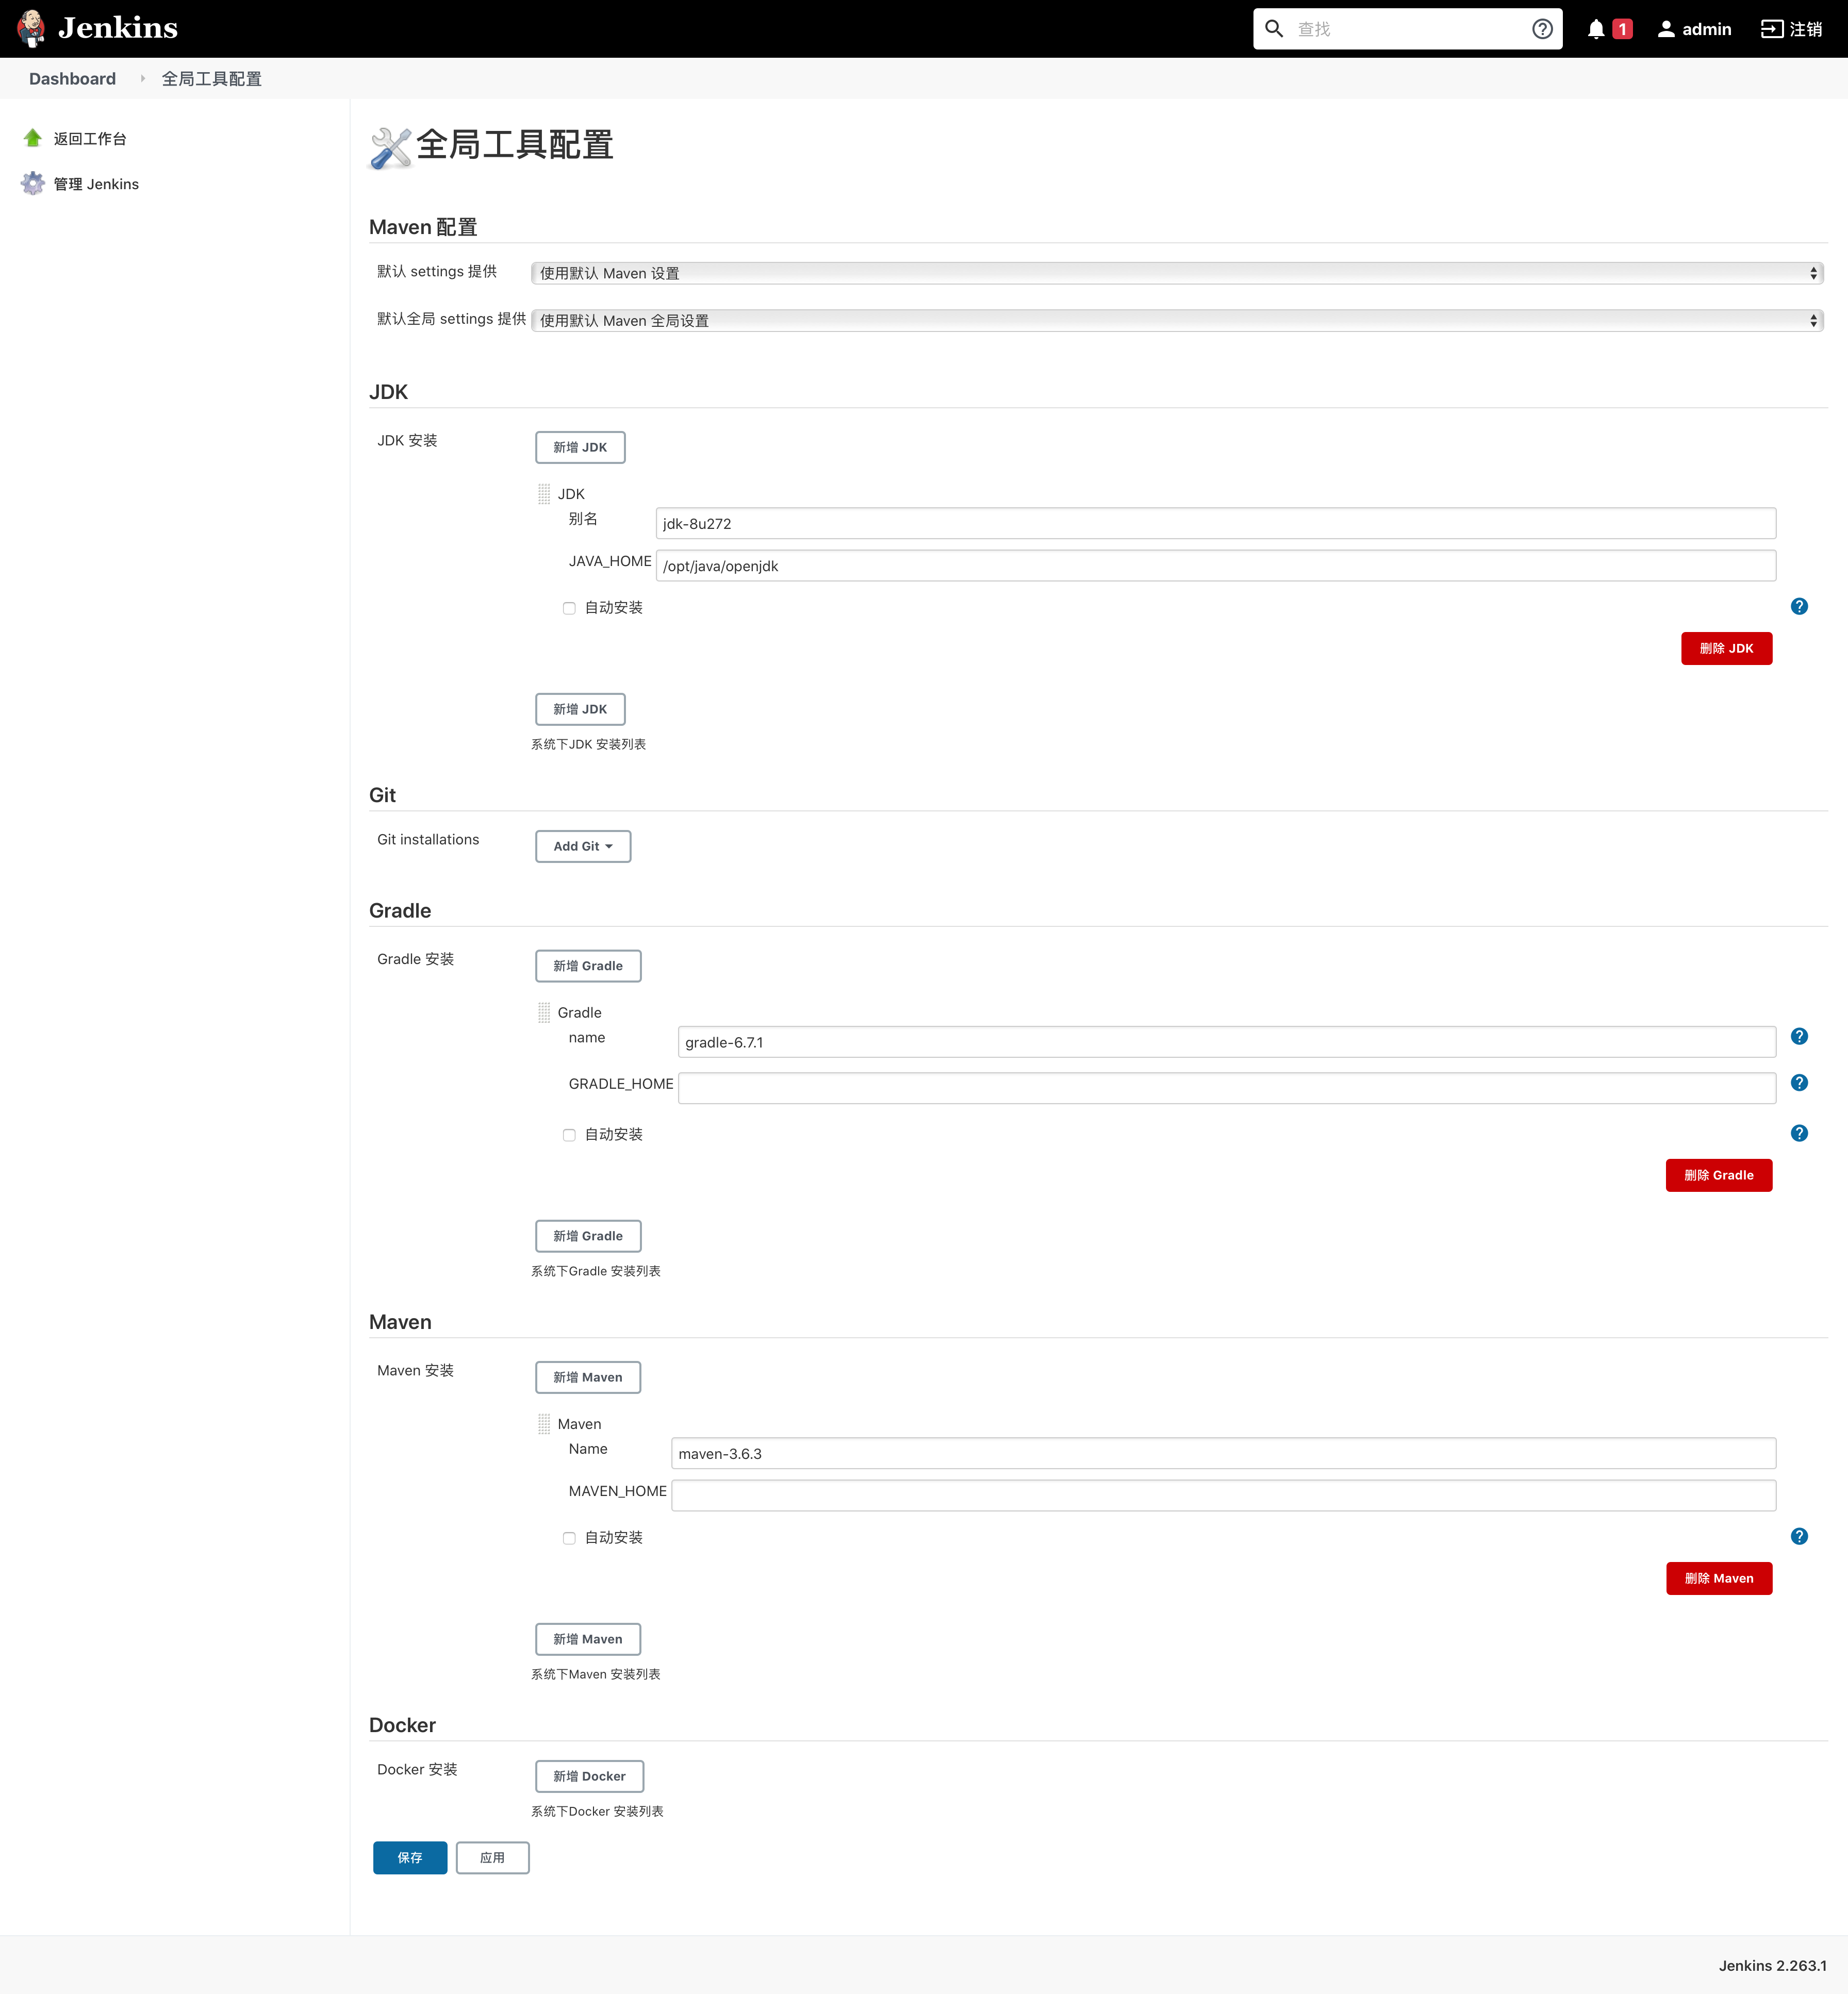 Jenkins
查找
1
admin
注销
Dashboard
全局工具配置
返回工作台
管理 Jenkins
全局工具配置
Maven 配置
默认 settings 提供
使用默认 Maven 设置
默认全局 settings 提供
使用默认 Maven 全局设置
JDK
JDK 安装
新增 JDK
JDK
别名
jdk-8u272
JAVA_HOME
/opt/java/openjdk
自动安装
?
删除 JDK
新增 JDK
系统下JDK 安装列表
Git
Git installations
Add Git
Gradle
Gradle 安装
新增 Gradle
Gradle
name
gradle-6.7.1
?
GRADLE_HOME
?
自动安装
?
删除 Gradle
新增 Gradle
系统下Gradle 安装列表
Maven
Maven 安装
新增 Maven
Maven
Name
maven-3.6.3
MAVEN_HOME
自动安装
?
删除 Maven
新增 Maven
系统下Maven 安装列表
Docker
Docker 安装
新增 Docker
系统下Docker 安装列表
保存
应用
Jenkins 2.263.1